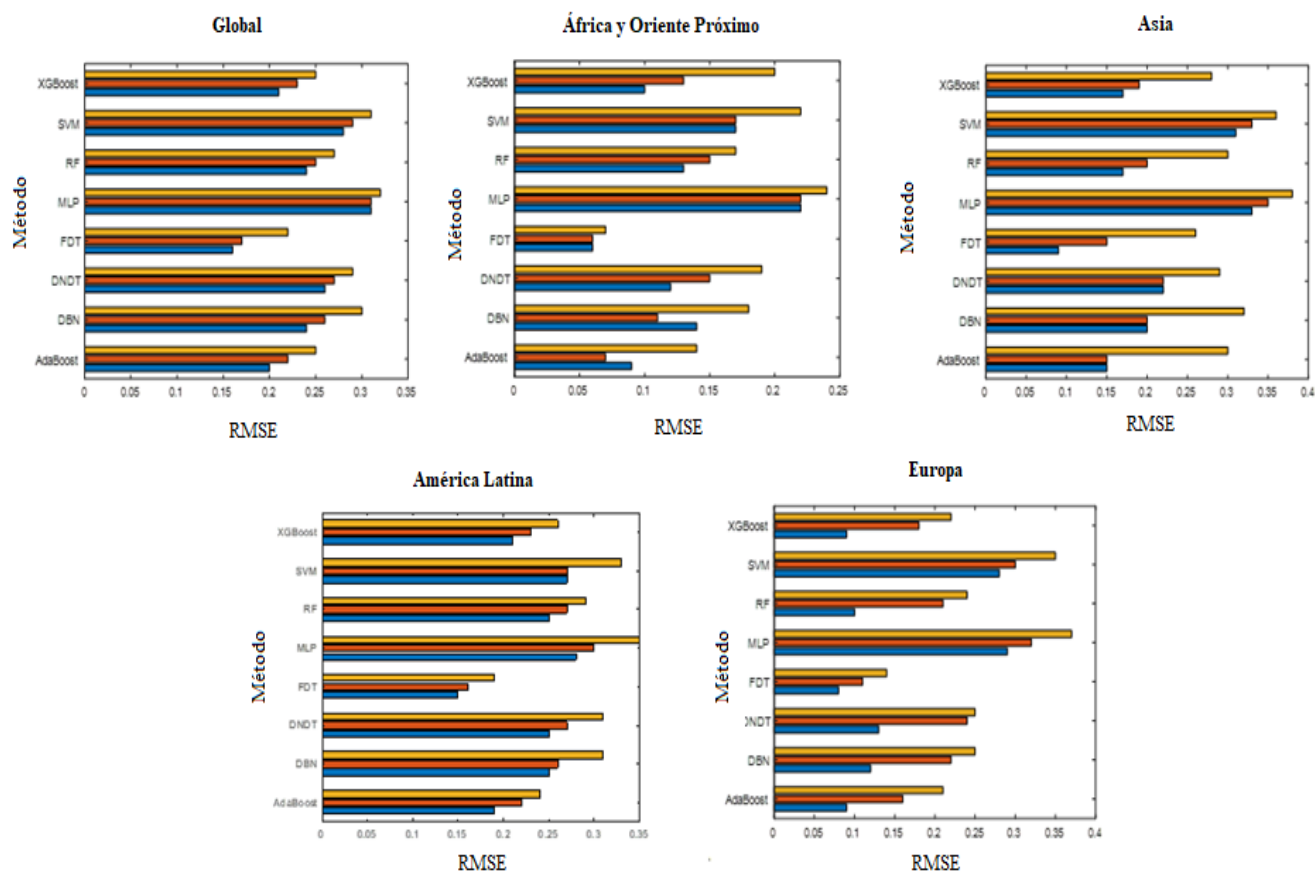 Global
África y Oriente Próximo
Asia
Método
XGBoost
SVM
RF
MLP
FDT
DNDT
DBN
AdaBoost
0 0.05 0.1 0.15 0.2 0.25 0.3 0.35
RMSE
Método
XGBoost
SVM
RF
MLP
FDT
DNDT
DBN
AdaBoost
0 0.05 0.1 0.15 0.2 0.25
RMSE
Método
XGBoost
SVM
RF
MLP
FDT
DNDT
DBN
AdaBoost
0 0.05 0.1 0.15 0.2 0.25 0.3 0.35 0.4
RMSE
América Latina
Europa
Método
XGBoost
SVM
RF
MLP
FDT
DNDT
DBN
AdaBoost
0 0.05 0.1 0.15 0.2 0.25 0.3 0.35
RMSE
Método
XGBoost
SVM
RF
MLP
FDT
DNDT
DBN
AdaBoost
0 0.05 0.1 0.15 0.2 0.25 0.3 0.35 0.4
RMSE